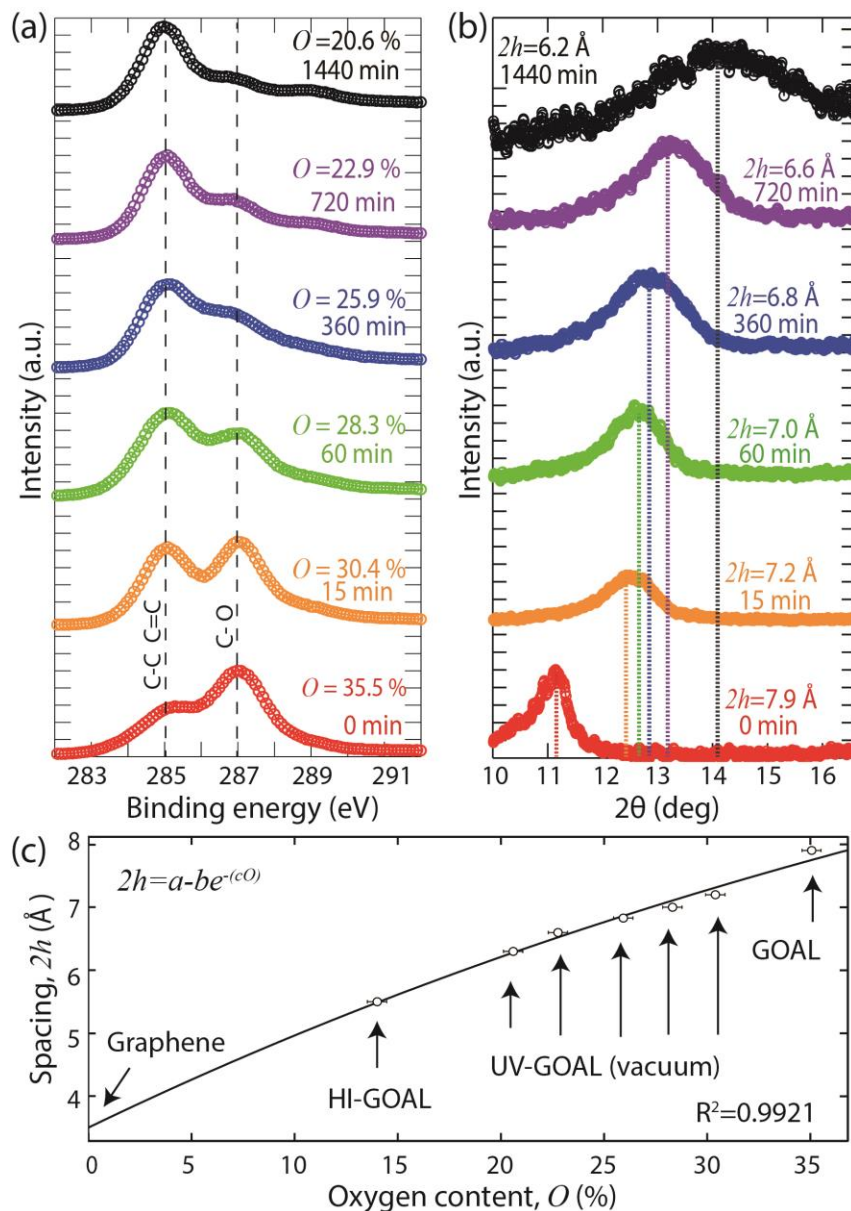 (a)
O = 20.6 %
1440 min
O = 22.9 %
720 min
O = 25.9 %
360 min
O = 28.3 %
60 min
O = 30.4 %
15 min
O = 35.5 %
0 min
C-C C=C
C-O
Intensity (a.u.)
283 285 287 289 291
Binding energy (eV)
(b)
2h=6.2 Å
1440 min
2h=6.6 Å
720 min
2h=6.8 Å
360 min
2h=7.0 Å
60 min
2h=7.2 Å
15 min
2h=7.9 Å
0 min
Intensity (a.u.)
10 11 12 13 14 15 16
2θ (deg)
(c)
2h=a-be-(cO)
8
7
6
5
4
Spacing, 2h (Å)
Graphene
HI-GOAL
UV-GOAL (vacuum)
GOAL
R²=0.9921
0 5 10 15 20 25 30 35
Oxygen content, O (%)